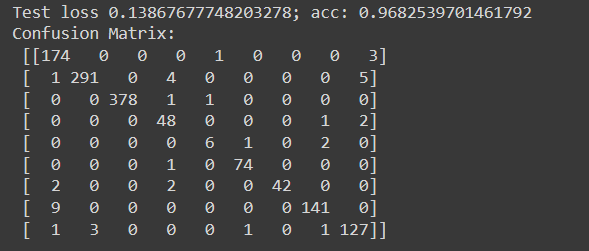 Test loss 0.13867677748203278; acc: 0.9682539701461792
Confusion Matrix:
[[174   0   0   0   1   0   0   0   3]
[  1 291   0   4   0   0   0   0   5]
[  0   0 378   1   1   0   0   0   0]
[  0   0   0  48   0   0   0   1   2]
[  0   0   0   0   6   1   0   2   0]
[  0   0   0   1   0  74   0   0   0]
[  2   0   0   2   0   0  42   0   0]
[  9   0   0   0   0   0   0 141   0]
[  1   3   0   0   0   1   0   1 127]]